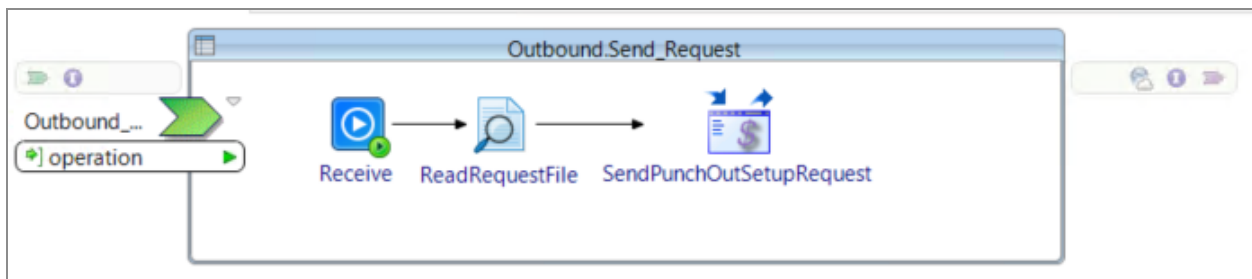 Outbound.Send_Request
Outbound_...
operation
Receive
ReadRequestFile
SendPunchOutSetupRequest